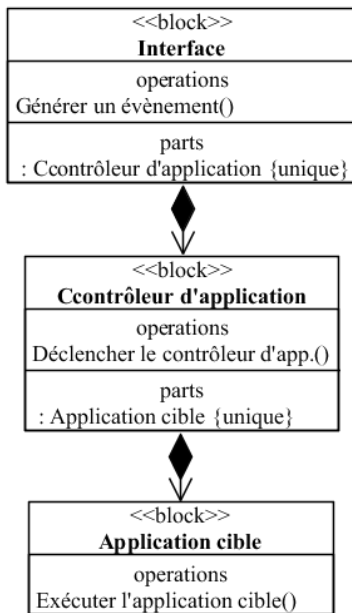 <<block>>
Interface
operations
Générer un évènement()
parts
: Ccontrôleur d'application {unique}
<<block>>
Ccontrôleur d'application
operations
Déclencher le contrôleur d'app.()
parts
: Application cible {unique}
<<block>>
Application cible
operations
Exécuter l'application cible()